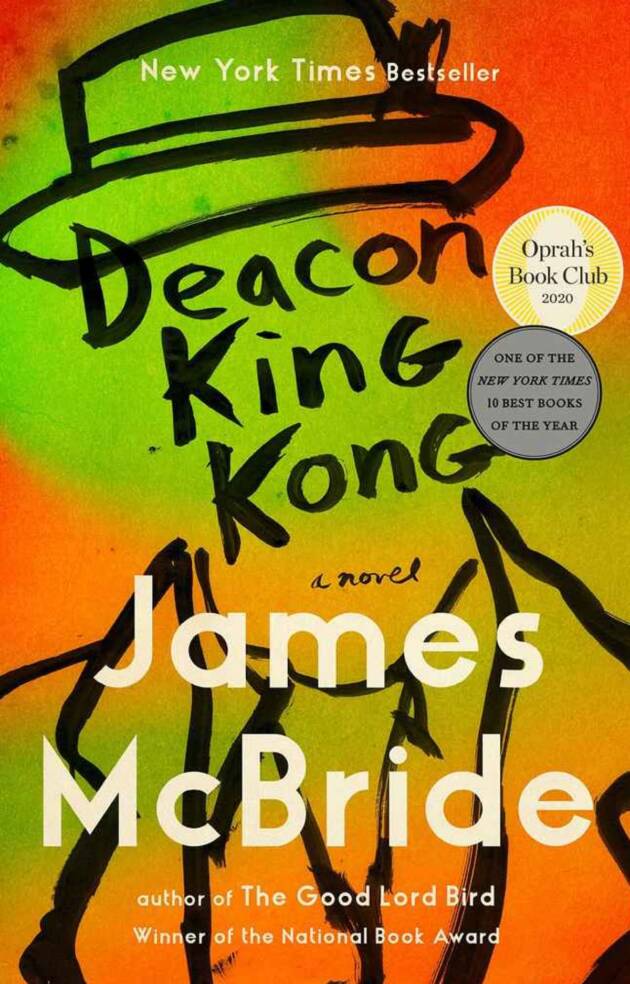 New York Times Bestseller
Deacon
King
Kong
Oprah's
Book Club
2020
ONE OF THE
NEW YORK TIMES
10 BEST BOOKS
OF THE YEAR
a novel
James
McBride
author of The Good Lord Bird
Winner of the National Book Award